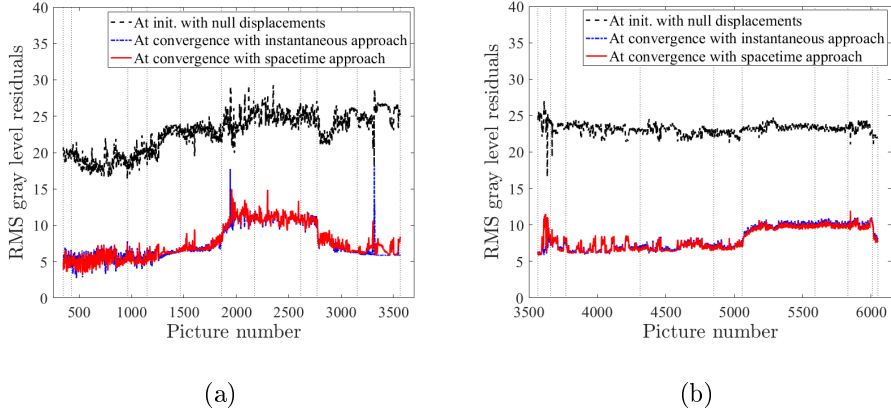 40
35
30
25
20
15
10
5
0
RMS gray level residuals
At init. with null displacements
At convergence with instantaneous approach
At convergence with spacetime approach
500 1000 1500 2000 2500 3000 3500
Picture number
(a)
40
35
30
25
20
15
10
5
0
RMS gray level residuals
At init. with null displacements
At convergence with instantaneous approach
At convergence with spacetime approach
3500 4000 4500 5000 5500 6000
Picture number
(b)